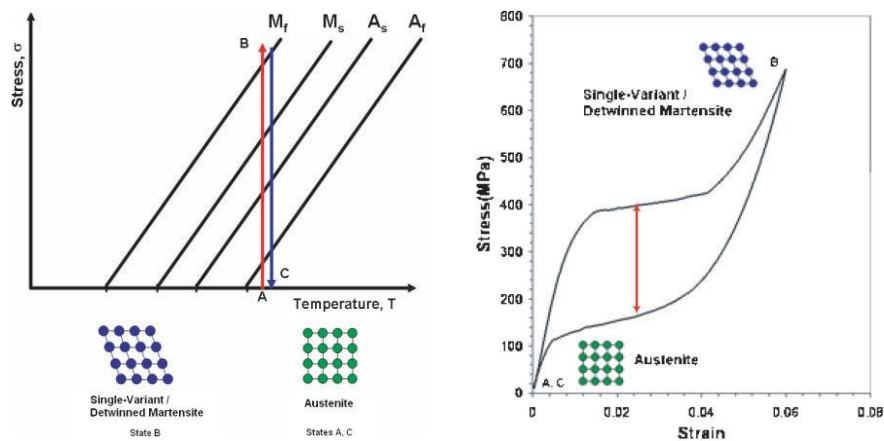 Stress, σ
Mf Ms As Af
B
C
A
Temperature, T
Single-Variant /
Detwinned Martensite
State B
Austenite
States A, C
Stress(MPa)
800
700
600
500
400
300
200
100
0
B
Single-Variant /
Detwinned Martensite
Austenite
A, C
0 0.02 0.04 0.06 0.08
Strain